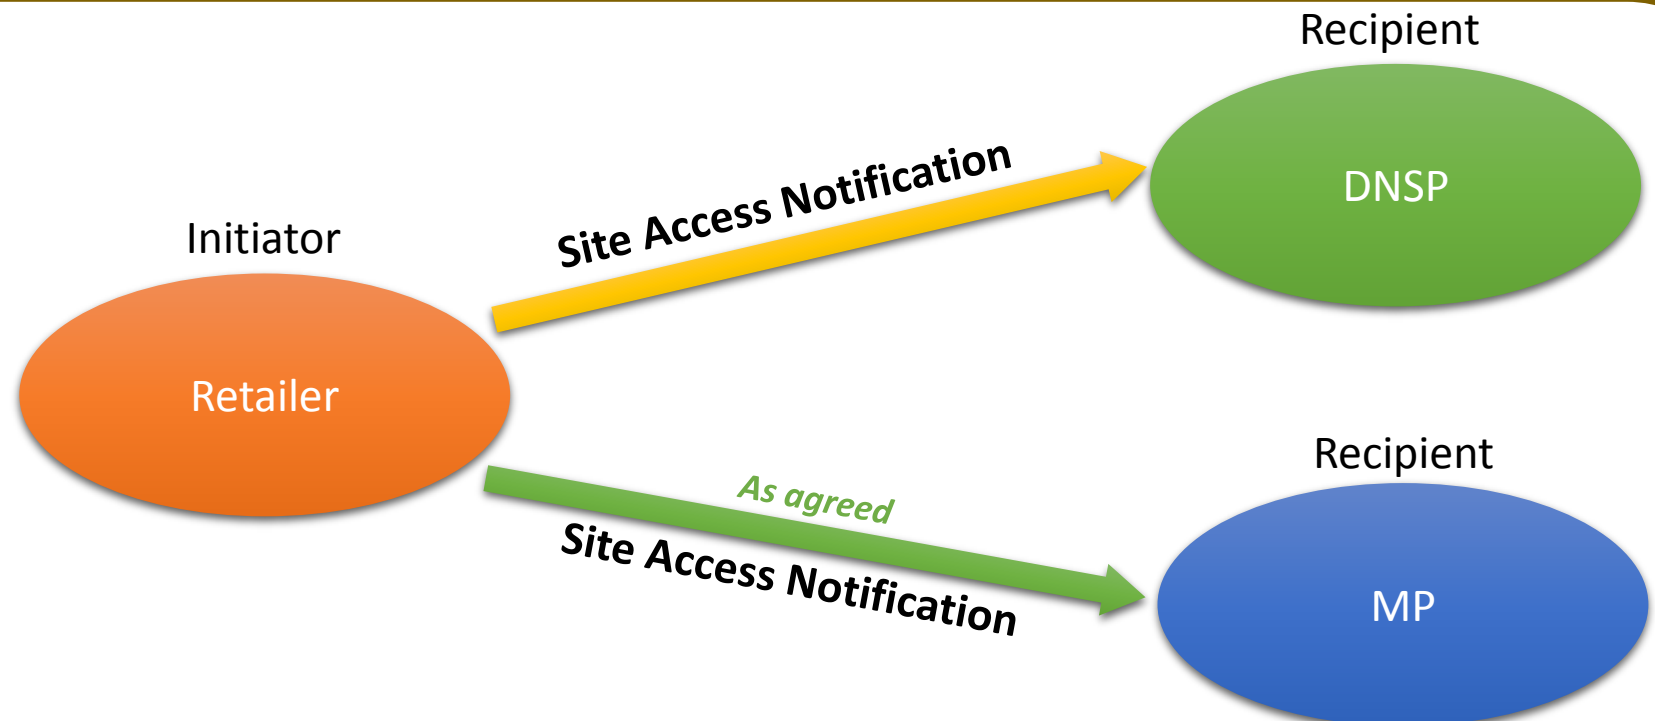 Recipient
DNSP
Site Access Notification
Initiator
Retailer
As agreed
Site Access Notification
Recipient
MP